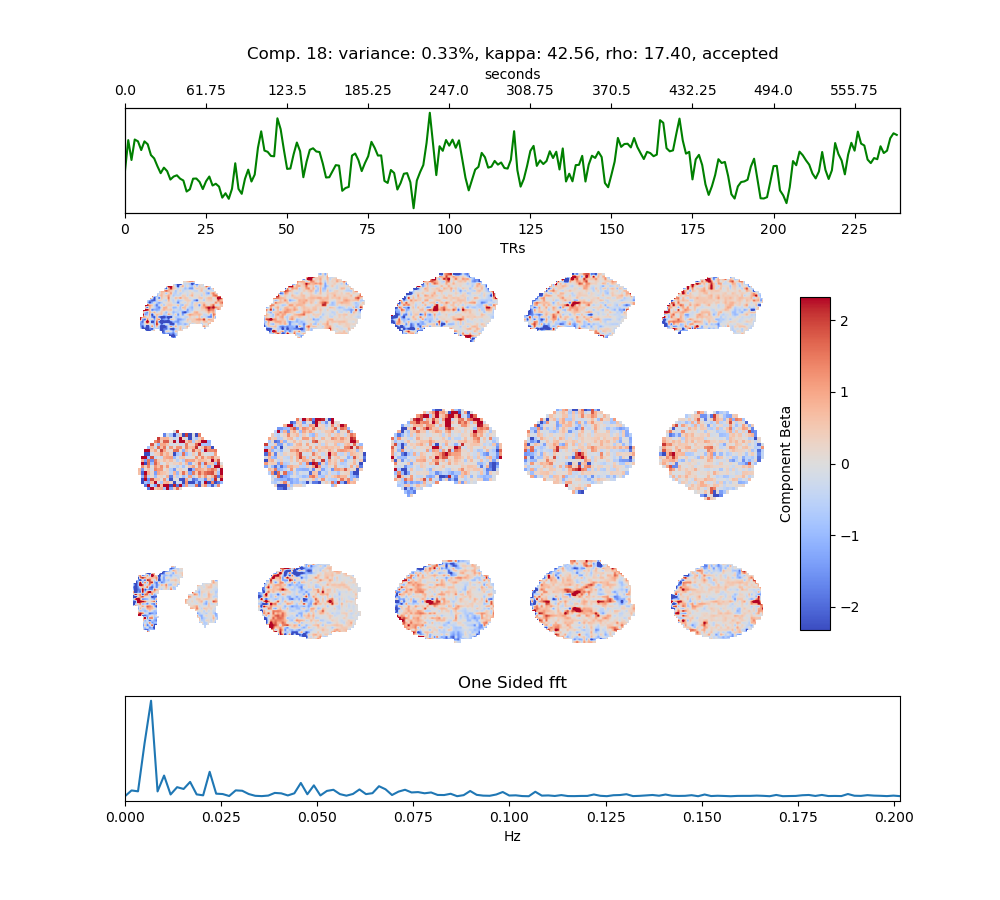 Comp. 18: variance: 0.33%, kappa: 42.56, rho: 17.40, accepted
seconds
0.0 61.75 123.5 185.25 247.0 308.75 370.5 432.25 494.0 555.75
0 25 50 75 100 125 150 175 200 225
TRs
2
1
0
−1
−2
Component Beta
One Sided fft
0.000 0.025 0.050 0.075 0.100 0.125 0.150 0.175 0.200
Hz